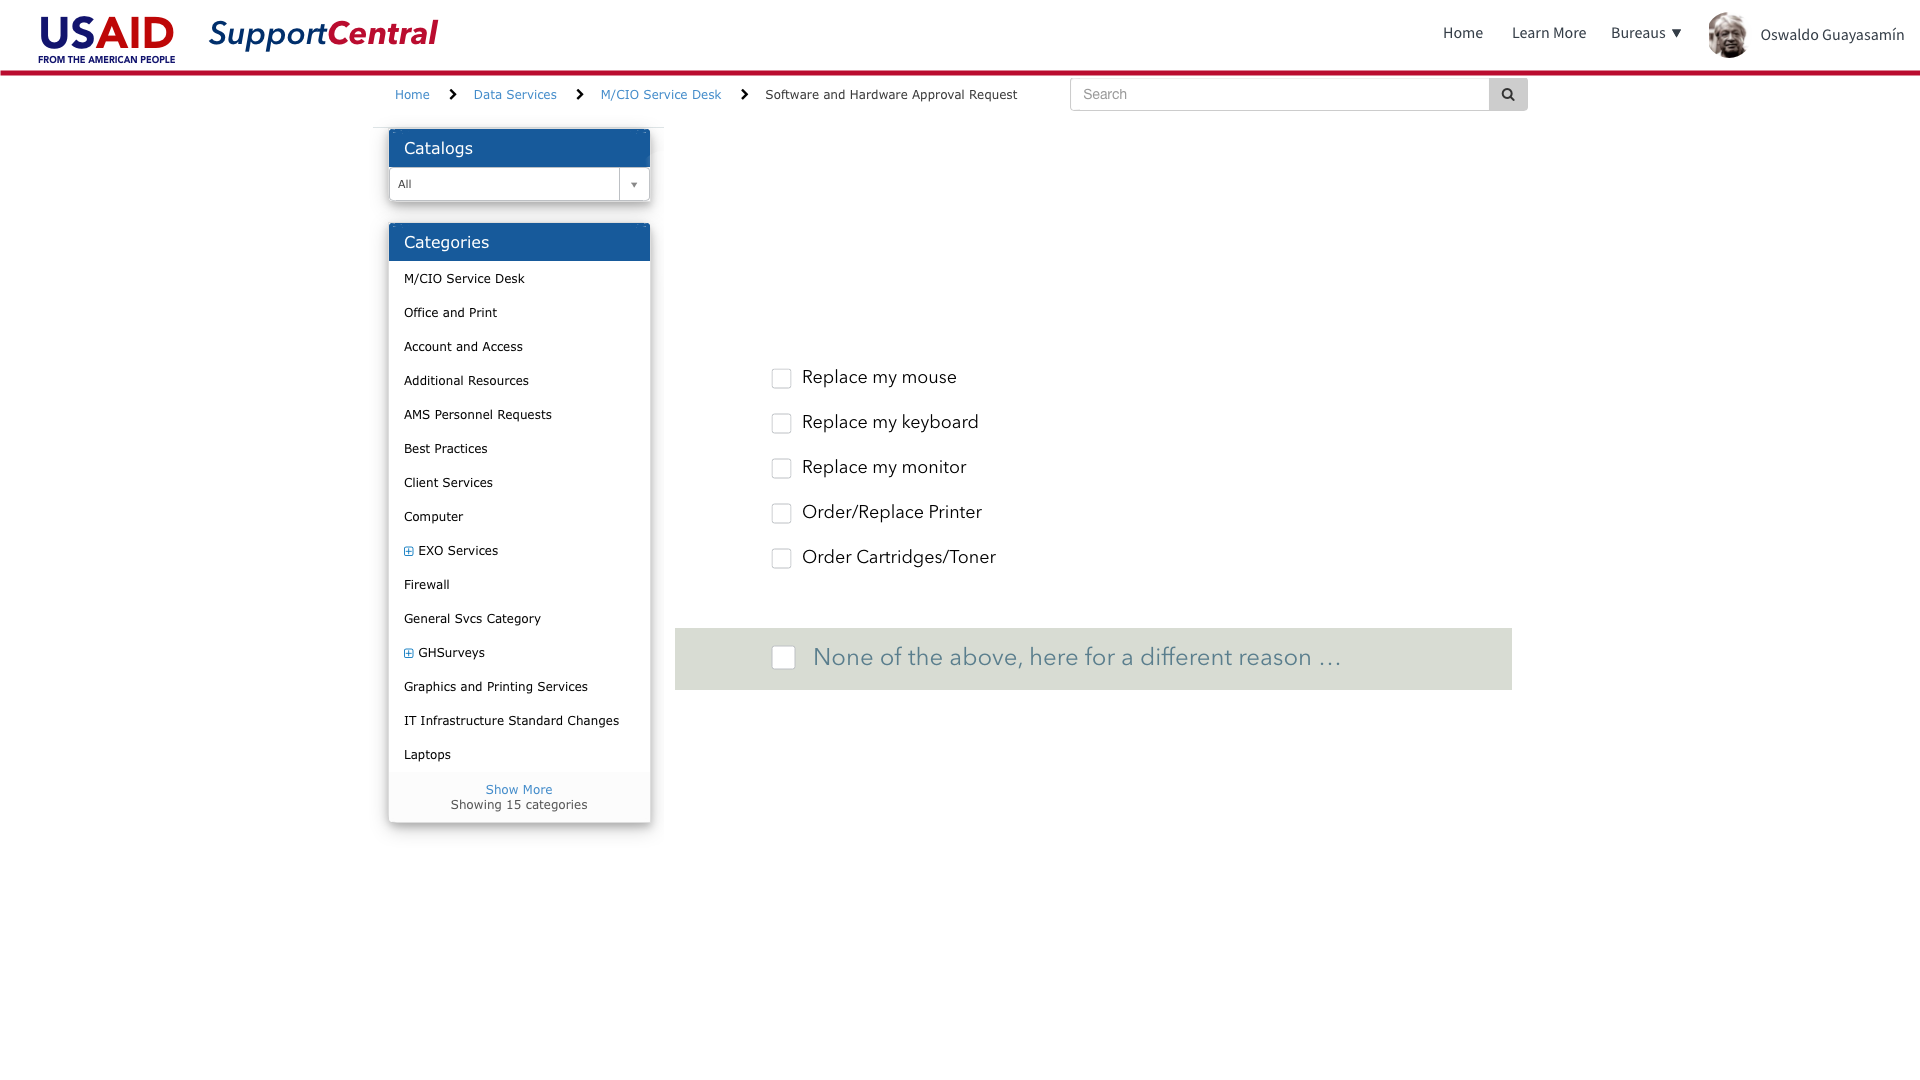 USAID
FROM THE AMERICAN PEOPLE
SupportCentral
Home
Learn More
Bureaus ▼
Oswaldo Guayasamín
Home
Data Services
M/CIO Service Desk
Software and Hardware Approval Request
Search
Catalogs
All
Categories
M/CIO Service Desk
Office and Print
Account and Access
Additional Resources
AMS Personnel Requests
Best Practices
Client Services
Computer
EXO Services
Firewall
General Svcs Category
GHSurveys
Graphics and Printing Services
IT Infrastructure Standard Changes
Laptops
Show More
Showing 15 categories
Replace my mouse
Replace my keyboard
Replace my monitor
Order/Replace Printer
Order Cartridges/Toner
None of the above, here for a different reason …